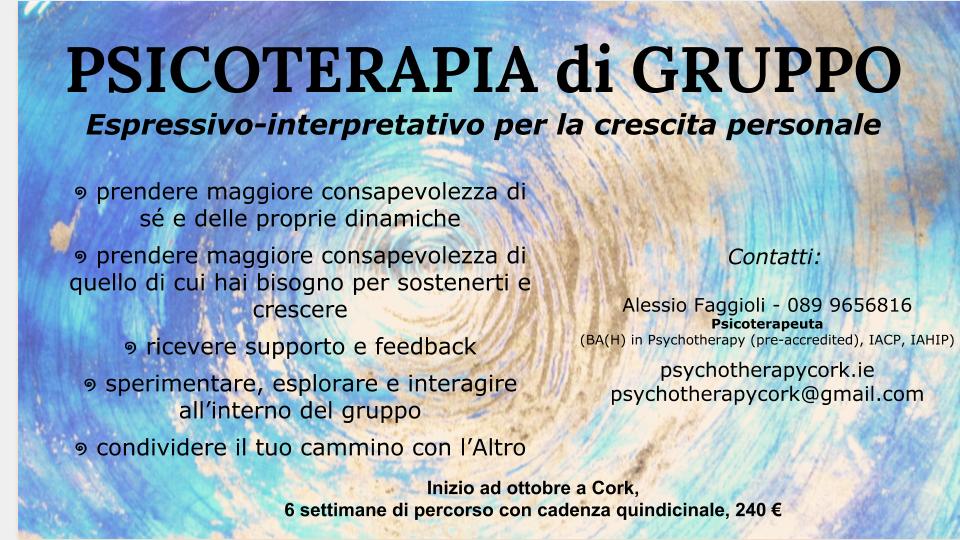 PSICOTERAPIA di GRUPPO
Espressivo-interpretativo per la crescita personale
๑ prendere maggiore consapevolezza di
sé e delle proprie dinamiche
๑ prendere maggiore consapevolezza di
quello di cui hai bisogno per sostenerti e
crescere
๑ ricevere supporto e feedback
๑ sperimentare, esplorare e interagire
all’interno del gruppo
๑ condividere il tuo cammino con l’Altro
Contatti:
Alessio Faggioli - 089 9656816
Psicoterapeuta
(BA(H) in Psychotherapy (pre-accredited), IACP, IAHIP)
psychotherapycork.ie
psychotherapycork@gmail.com
Inizio ad ottobre a Cork,
6 settimane di percorso con cadenza quindicinale, 240 €